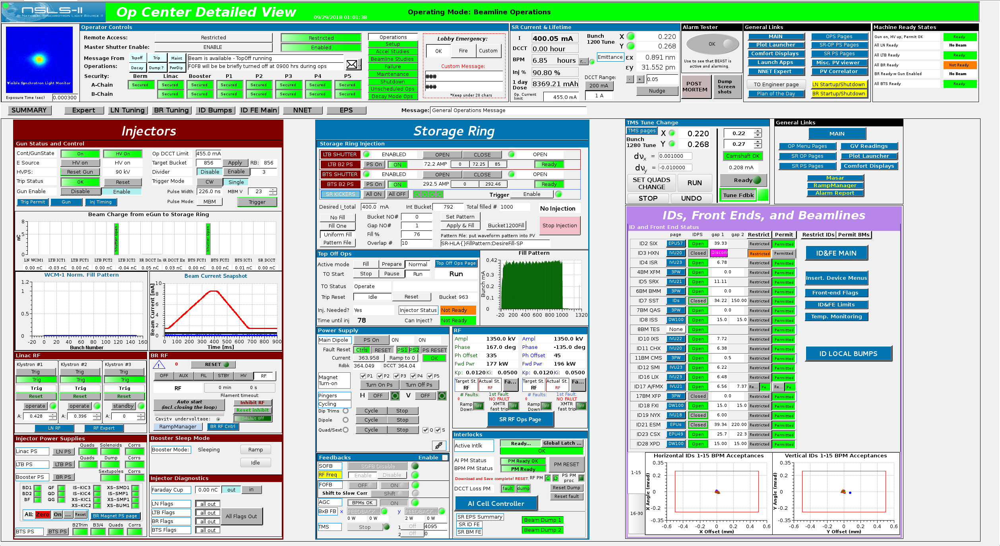 NSLS-II
NATIONAL SYNCHROTRON LIGHT SOURCE II
Op Center Detailed View
09/29/2018 01:01:38
Operating Mode: Beamline Operations
Visible Synchrotron Light Monitor
Exposure Time (sec) 0.000300
Operator Controls
Remote Access: Restricted Restricted
Master Shutter Enable: ENABLE Enabled
Message From Operations:
Topoff Trip Maint
Decay Dump:? PwrDip
Beam is available - TopOff running
FOFB will be be briefly turned off at 0900 hrs during ops
Security: Berm Linac Booster P1 P2 P3 P4 P5
A-Chain Secured Secured Secured Secured Secured Secured Secured Secured
B-Chain Secured Secured Secured Secured Secured Secured Secured
Operations
Setup
Accel Studies
Beamline Studies
Failure
Maintenance
Shutdown
Unscheduled Ops
Decay Mode Ops
Lobby Emergency:
OK Fire Custom
Custom Message:
###
###
*Keep under 20 chars
SR Current & Lifetime
I 400.05 mA
DCCT 0.00 hour
BPM 6.85 hours r...
Inj % 90.80 %
1 day Dose 8369.21 mAh
Op. Current limit 455.0 mA
Bunch 1200 Tune
X 0.220
Y 0.268
Emittance εx 0.891 nm
εy 31.552 pm
DCCT Range: - + 0.05
200 mA Nudge
1 A
Alarm Tester
OK
Use to see that BEAST is
active and alarming.
POST MORTEM
Dump Screen shots
General Links
MAIN OPS Pages
Plot Launcher SR-OP PS Pages
Comfort Displays SR PS Pages
Launch Apps Misc. PV viewer
NNET Expert PV Correlator
TO Engineer page LN Startup/Shutdown
Plan of the Day BR Startup/Shutdown
Machine Ready States
Gun on, HV up, Permit OK Ready
All LN Ready No Beam
All LTB Ready Ready
All BR Ready Not Ready
BR Ready w Gun Enabled No Beam
All BTS Ready Ready
SUMMARY Expert LN Tuning BR Tuning ID Bumps ID FE Main NNET EPS
Message: General Operations Message
Injectors
Gun Status and Control
Cont/GunState On HV On Op DCCT Limit 455.0 mA
E Source HV on HV on Target Bucket 856 Apply RB: 856
HVPS: Reset Gun 90 kV Divider Disable Enable 3
Trip Status OK Reset Trigger Mode CW Single
Gun Enable Disable Enable Pulse Width: 226.0 ns MBM V 23
Trig Permit Gun Inj Timing Pulse Mode: MBM Trigger
Beam Charge from eGun to Storage Ring
nC
8
5
0
Shutter Open Shutter Open
LN WCM1 LTB ICT1 LTB FCT1 LTB FCT2 LTB ICT2 3R DCCT In 3R DCCT Ex BTS FCT1 BTS FCT2 BTS ICT1 SR DCCT
0.00 nC -0.03 nC 0.00 nC 0.00 nC -0.04 nC 0.05 nC 0.03 nC 0.00 nC 0.00 nC 0.01 nC 0.00 nC
WCM-1 Norm. Fill Pattern
1.2
1
0.5
0
-20 0 20 40 60 80 100 120 140 160
Bunch Number
Beam Current Snapshot
Beam Current [mA]
10
8
6
4
2
0
0 100 200 300 400 500 600 700 800 900
Time [ms]
Linac RF
Klystron #1 Klystron #2 Klystron #3
Trig Trig Trig
Trig Trig Trig
Trig Trig Trig
Reset Reset Reset
operate operate standby
A: 0.428 A: 0.396 A: 0
LN RF RF Expert
BR RF
0 RESET
OFF AUX FIL STBY HV RF
RF 0 min 0 s
Filament timeout:
Auto start
(incl. closing the loop)
Inhibit RF
Reset inhibit
Cavity undervoltage: Inhibit Off
RampManager BR RF Cntrl
Injector Power Supplies
Quads Solenoids Corrs
Linac PS LN PS
Quads Dump Corrs
LTB PS LTB PS
Sextupoles Corrs
Booster PS BR PS
BD1 QF IS-KIC3 XS-SMD1
BD2 QD IS-KIC4 IS-SMP1
BF QG XS-KIC1 XS-SMP1
XS-KIC2 XS-BUM1
All: Zero On ... Reset BR Magnet PS page
B2Trim B3/4 Quads Corrs
BTS PS BTS PS
Booster Sleep Mode
Booster Mode: Sleeping Ramp
Idle
Injector Diagnostics
Faraday Cup 0.00 nC out in
LN Flags all out
LTB Flags all out
BR Flags all out
BTS Flags all out
All Flags Out
Storage Ring
Storage Ring Injection
LTB SHUTTER ENABLED OPEN CLOSE OPEN
LTB B2 PS PS On ON 72.2 AMP 0 72.25 85 Ready
BTS SHUTTER ENABLED OPEN CLOSE OPEN
BTS B2 PS PS On ON 292.5 AMP 0 292.46 Ready
SR KICKERS All ON All OFF Trigger Enable
Desired I_total 400.0 mA Int Bucket 792 Total filled # 1000 No Injection
No Fill Bucket NO# 0 Set Pattern
Fill One Gap NO# 1 Apply & Fill Bucket1200Fill Stop Injection
Uniform Fill Fill % 76 Pattern File: put waveform pattern into PV
Pattern File Overlap # 10 SR-HLA{}FillPattern:DesireFill-SP
Top Off Ops
Active mode Fill Prepare Normal Top Off Ops Page
TO Start Stop Pause Run Run
TO Status Operate
Trip Reset Idle Reset Bucket 963
Inj. Needed? Yes Injector Status Not Ready
Time until inj 78 Can Inject? Not Ready
Fill Pattern
Bunch mA
0.42
0.3
0.2
0.1
0
-20 200 400 600 800 1000 1320
Power Supply
Main Dipole PS On ON ON
Fault Reset Ctrls RESET PS1 PS2 PS RESET
Current 363.958 Ramp to 0 OK
Rdbk 364.049 DCCT 364.04
Magnet Turn-on P1 P2 P3 P4 P5
Turn On Ps Turn Off Ps
Pingers H OFF V OFF
Cycling
Dip Trims Cycle Stop
Dipole Cycle Stop
Quad/Sext Cycle Stop Q S
Feedbacks Enable
SOFB SOFB Disable
RF Freq Enable Disable
FOFB OFF ON
Shift to Slow Corr Shift
AGC BPMs OK ON
BxB FB x FEEDBACK... y FEEDBACK...
0 W 0 W 2 W 0 W
TMS Stop 1 Off 4095
2 Off 0
RF
Ampl 1350.0 kV Ampl 1350.0 kV
Phase 167.0 deg Phase -135.0 deg
Ph Offset 335 Ph Offset 45
Fwd Pwr 177 kW Fwd Pwr 196 kW
Kp: 0.0120 Ki: 0.0500 Kp: 0.0120 Ki: 0.0500
Target St. RF Actual St. RF Fa... Target St. RF Actual St. RF Fa...
# Faults: 1st Fault: # Faults: 1st Fault:
0 NO FAULT 0 NO FAULT
Ramp Down OFF XMTR fast trip OFF Ramp Down OFF XMTR fast trip OFF
SR RF Ops Page
Interlocks
Active Intlk Ready... Global Latch ...
OK
AI PM Status PM Ready OK PM RESET
BPM PM Status PM Ready
Download and Save complete! RESET. RF PM C D PS PM proc
DCCT Loss PM fault dump Reset Dump
Reset fault
AI Cell Controller
SR EPS Summary Beam Dump 1
SR ID FE
SR BM FE Beam Dump 2
TMS Tune Change
TMS pages X 0.220 0.22
Bunch 1280 Tune Y 0.268 0.27
dνx = 0.001000 Camshaft OK
dνy = -0.010000 0.208 mA
SET QUADS CHANGE RUN Ready
STOP UNDO Tune Fdbk
General Links
MAIN
OP Menu Pages GV Readings
SR OP Pages Plot Launcher
SR PS Pages Comfort Displays
Masar
RampManager
Alarm Report
IDs, Front Ends, and Beamlines
ID and Front End Status
page IDPS gap 1 gap 2 Restrict Permit Restrict IDs Permit BMs
ID2 SIX EPU57 Open 39.33 Restricted Permitted
ID3 HXN IVU20 Closed Disconn Restricted Permitted
ID4 ISR IVU23 Open 6.78 Restricted Permitted
4BM XFM 3PW Open 0.0 Restricted Permitted
ID5 SRX IVU21 Open 11.11 Restricted Permitted
6BM BMM 3PW Open 0.0 Restricted Permitted
ID7 SST IDs Closed 34.22 150.00 Restricted Permitted
7BM QAS 3PW Open 0.0 Restricted Permitted
ID8 ISS DW100 Open 15.0 15.0 Restricted Permitted
8BM TES None Open Restricted Permitted
ID10 IXS IVU22 Open 7.72 Restricted Permitted
ID11 CHX IVU20 Open 6.38 Restricted Permitted
11BM CMS 3PW Open 0.5 Restricted Permitted
ID12 SMI IVU23 Open 6.22 Restricted Permitted
ID16 LIX IVU23 Open 6.48 Restricted Permitted
ID17 A/FMX IVU21 Open 6.56 7.37 Re... Pe... Re... Pe...
17BM XFP 3PW Closed 0.0 Restricted Permitted
ID18 FXI DW100 Open 15.0 15.0 Restricted Permitted
ID19 NYX IVU18 Closed 6.00 Restricted Permitted
ID21 ESM EPUs Closed 39.34 220.00 Restricted Permitted
ID23 CSX EPU49 Open 25.7 22.3 Restricted Permitted
ID28 XPD DW100 Open 15.00 15.00 Restricted Permitted
ID&FE MAIN
Insert. Device Menus
Front-end Flags
ID&FE Limits
Temp. Monitoring
ID LOCAL BUMPS
1-15
16-30
Horizontal IDs 1-15 BPM Acceptances
X Angle (mrad)
0.35
0.2
0
-0.2
-0.35
-0.6 -0.4 -0.2 0 0.2 0.4 0.6
X Offset (mm)
Vertical IDs 1-15 BPM Acceptances
Y Angle (mrad)
0.35
0.2
0
-0.2
-0.35
-0.6 -0.4 -0.2 0 0.2 0.4 0.6
Y Offset (mm)